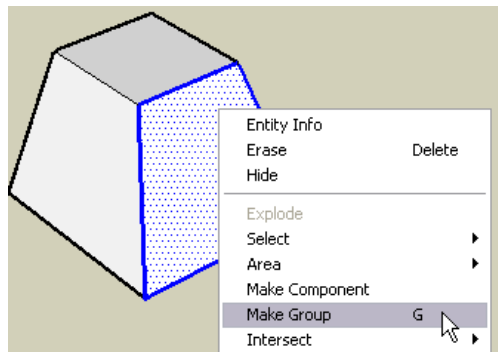 Entity Info
Erase Delete
Hide
Explode
Select
Area
Make Component
Make Group G
Intersect